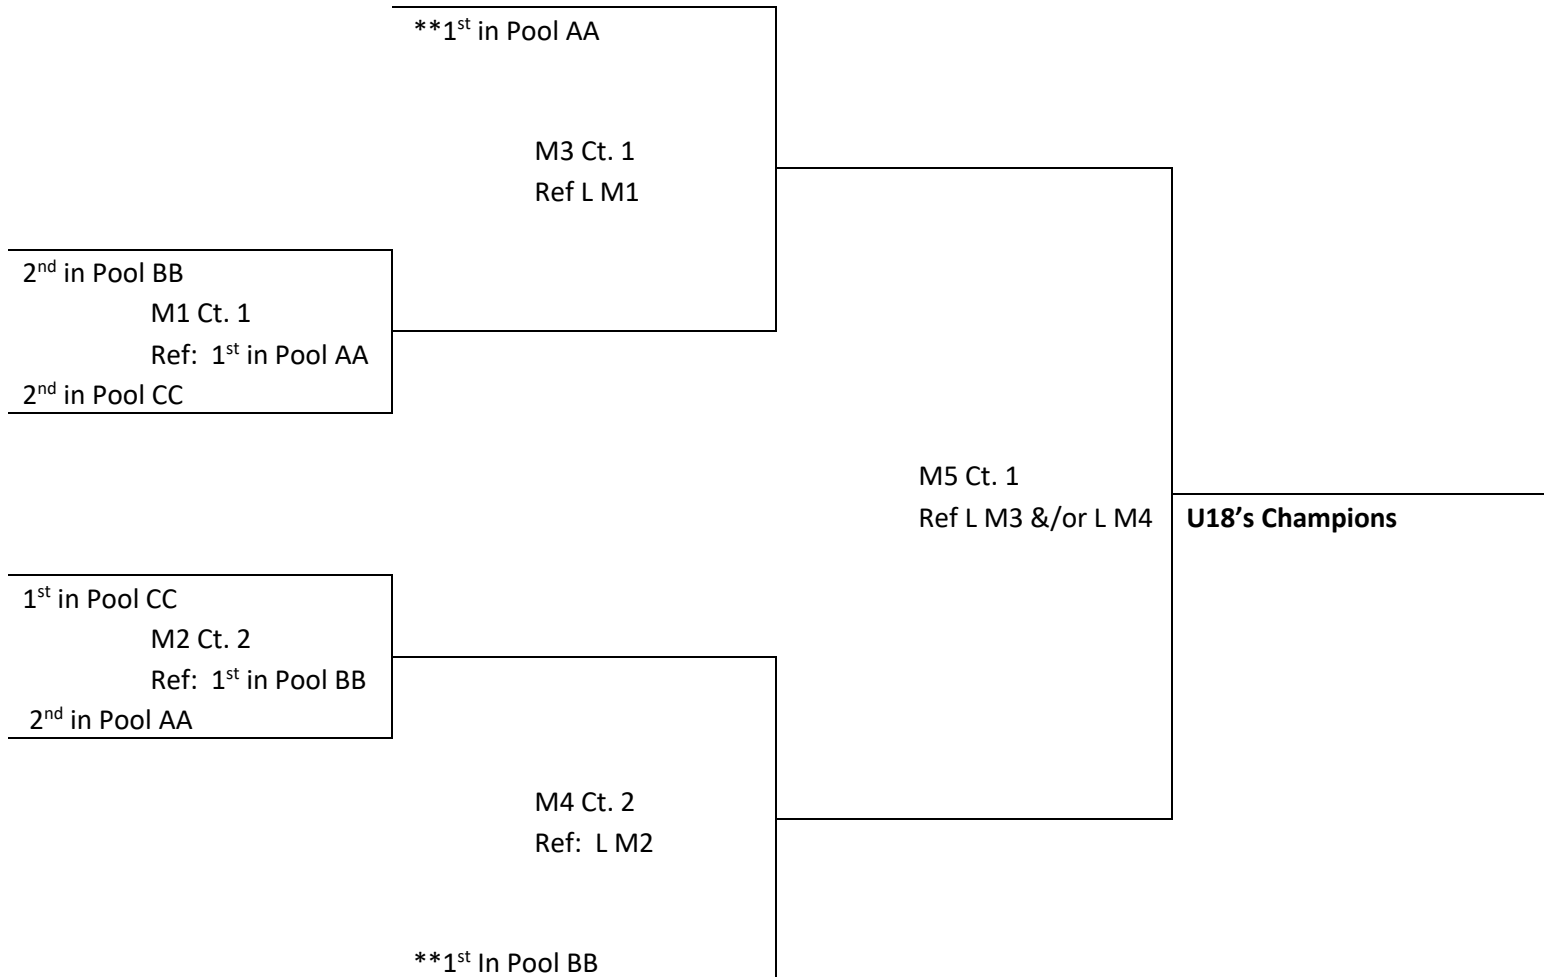 **1st in Pool AA
M3 Ct. 1
Ref L M1
2nd in Pool BB
M1 Ct. 1
Ref:  1st in Pool AA
2nd in Pool CC
M5 Ct. 1
Ref L M3 &/or L M4
U18’s Champions
1st in Pool CC
M2 Ct. 2
Ref:  1st in Pool BB
2nd in Pool AA
M4 Ct. 2
Ref:  L M2
**1st In Pool BB